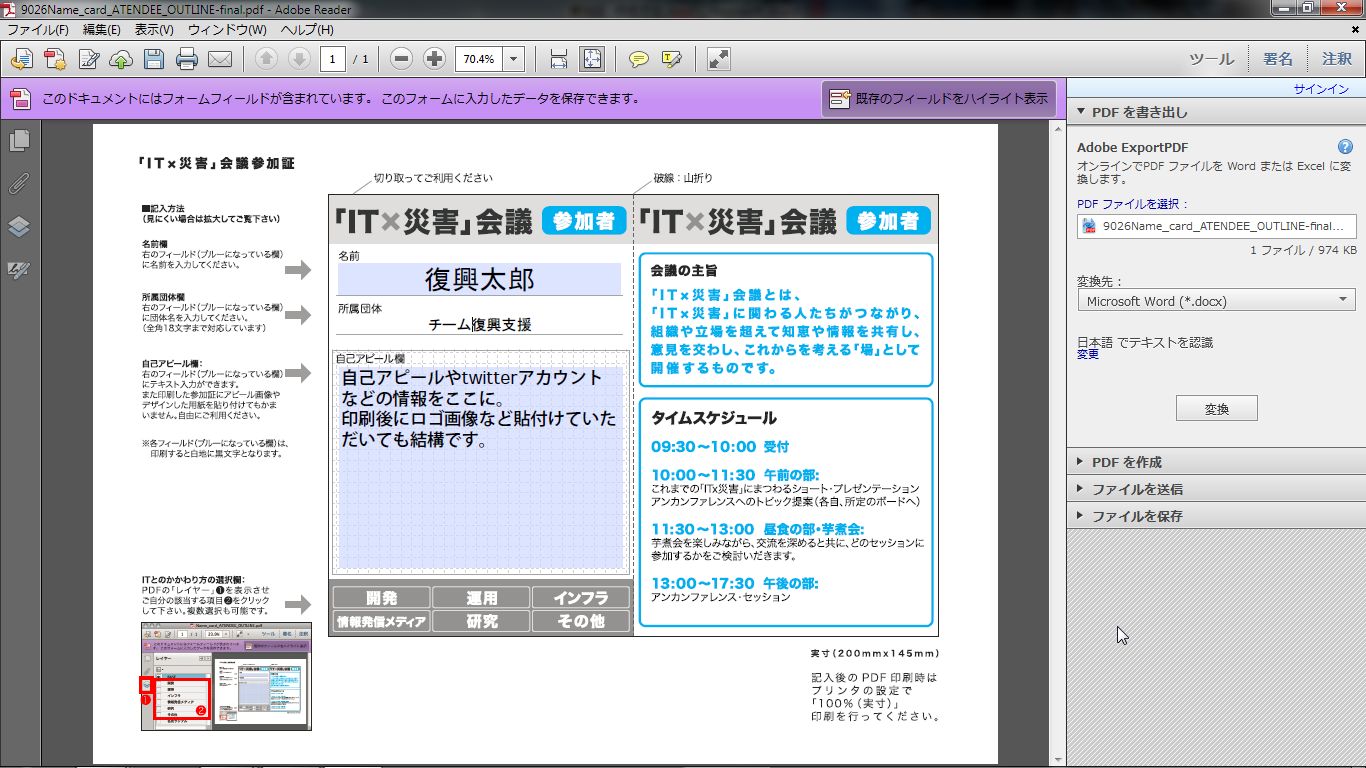 9026Name_card_ATENDEE_OUTLINE-final.pdf - Adobe Reader
ファイル(F) 編集(E) 表示(V) ウィンドウ(W) ヘルプ(H)
1 / 1 70.4% ツール 署名 注釈
このドキュメントにはフォームフィールドが含まれています。このフォームに入力したデータを保存できます。
既存のフィールドをハイライト表示
「IT×災害」会議参加証
切り取ってご利用ください
破線：山折り
■記入方法
（見にくい場合は拡大してご覧下さい）
名前欄
右のフィールド（ブルーになっている欄）
に名前を入力してください。
所属団体欄
右のフィールド（ブルーになっている欄）
に団体名を入力してください。
（全角18文字まで対応しています）
自己アピール欄：
右のフィールド（ブルーになっている欄）
にテキスト入力ができます。
また印刷した参加証にアピール画像や
デザインした用紙を貼り付けてもかま
いません。自由にご利用ください。
※各フィールド（ブルーになっている欄）は、
印刷すると白地に黒文字となります。
ITとのかかわり方の選択欄：
PDFの「レイヤー」❶を表示させ
ご自分の該当する項目❷をクリック
して下さい。複数選択も可能です。
Name_card_ATENDEE_OUTLINE.pdf
レイヤー
インフラ
情報発信メディア
研究
その他
❶
❷
「IT×災害」会議 参加者
名前
復興太郎
所属団体
チーム復興支援
自己アピール欄
自己アピールやtwitterアカウント
などの情報をここに。
印刷後にロゴ画像など貼付けていた
だいても結構です。
開発 運用 インフラ
情報発信メディア 研究 その他
「IT×災害」会議 参加者
会議の主旨
「IT×災害」会議とは、
「IT×災害」に関わる人たちがつながり、
組織や立場を超えて知恵や情報を共有し、
意見を交わし、これからを考える「場」として
開催するものです。
タイムスケジュール
09:30〜10:00 受付
10:00〜11:30 午前の部:
これまでの「ITx災害」にまつわるショート・プレゼンテーション
アンカンファレンスへのトピック提案（各自、所定のボードへ）
11:30〜13:00 昼食の部・芋煮会:
芋煮会を楽しみながら、交流を深めると共に、どのセッションに
参加するかをご検討いだきます。
13:00〜17:30 午後の部:
アンカンファレンス・セッション
実寸（200mmx145mm）
記入後のPDF印刷時は
プリンタの設定で
「100％（実寸）」
印刷を行ってください。
サインイン
PDF を書き出し
Adobe ExportPDF
オンラインでPDF ファイルを Word または Excel に変
換します。
PDF ファイルを選択：
9026Name_card_ATENDEE_OUTLINE-final...
1 ファイル / 974 KB
変換先：
Microsoft Word (*.docx)
日本語 でテキストを認識
変更
変換
PDF を作成
ファイルを送信
ファイルを保存